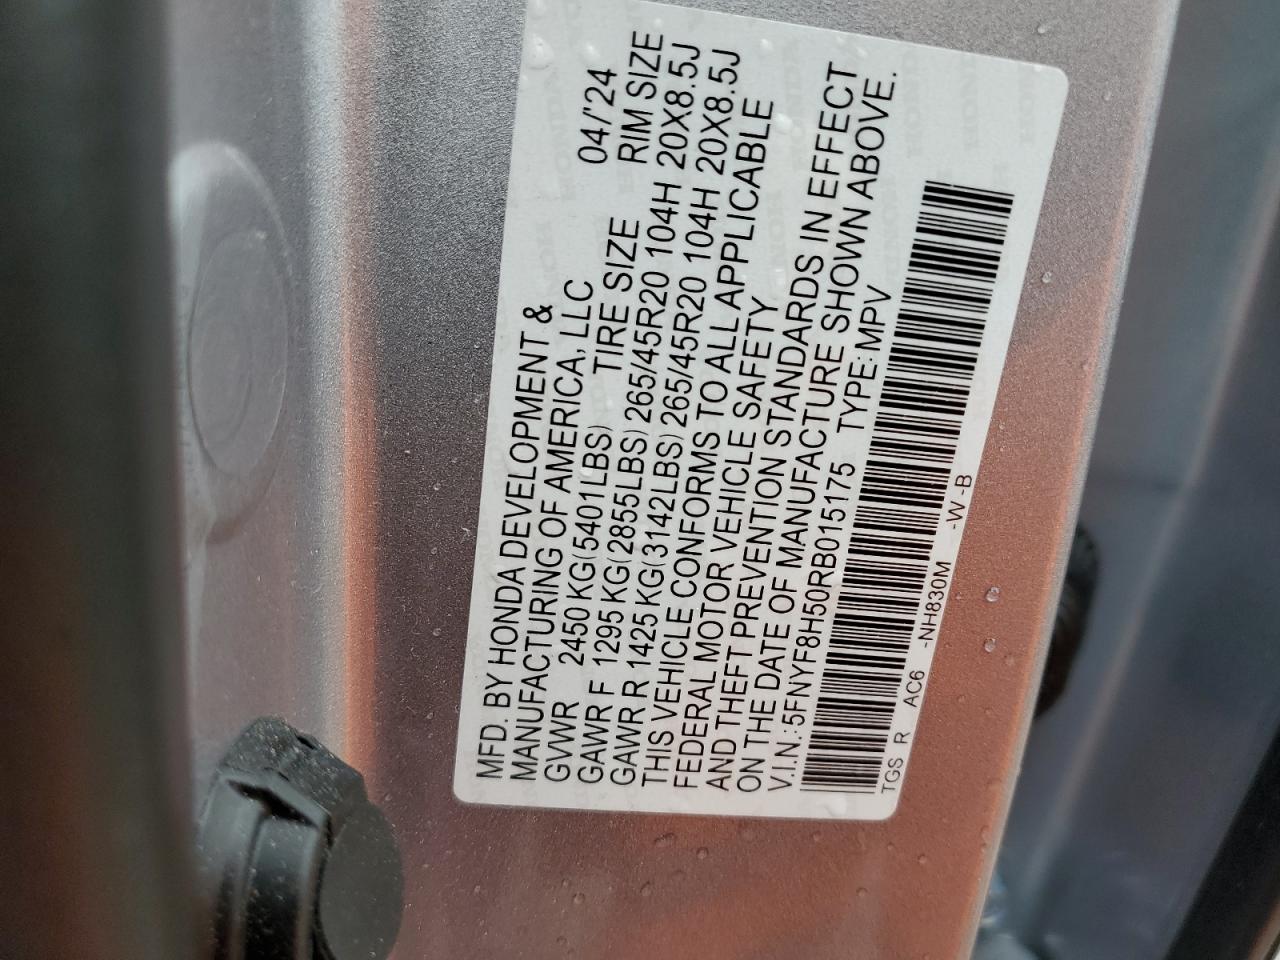 MFD. BY HONDA DEVELOPMENT &
MANUFACTURING OF AMERICA, LLC 04/'24
GVWR 2450 KG(5401LBS) TIRE SIZE RIM SIZE
GAWR F 1295 KG(2855LBS) 265/45R20 104H 20X8.5J
GAWR R 1425 KG(3142LBS) 265/45R20 104H 20X8.5J
THIS VEHICLE CONFORMS TO ALL APPLICABLE
FEDERAL MOTOR VEHICLE SAFETY
AND THEFT PREVENTION STANDARDS IN EFFECT
ON THE DATE OF MANUFACTURE SHOWN ABOVE.
V.I.N.:5FNYF8H50RB015175 TYPE:MPV
TGS R AC6 -NH830M -W-B